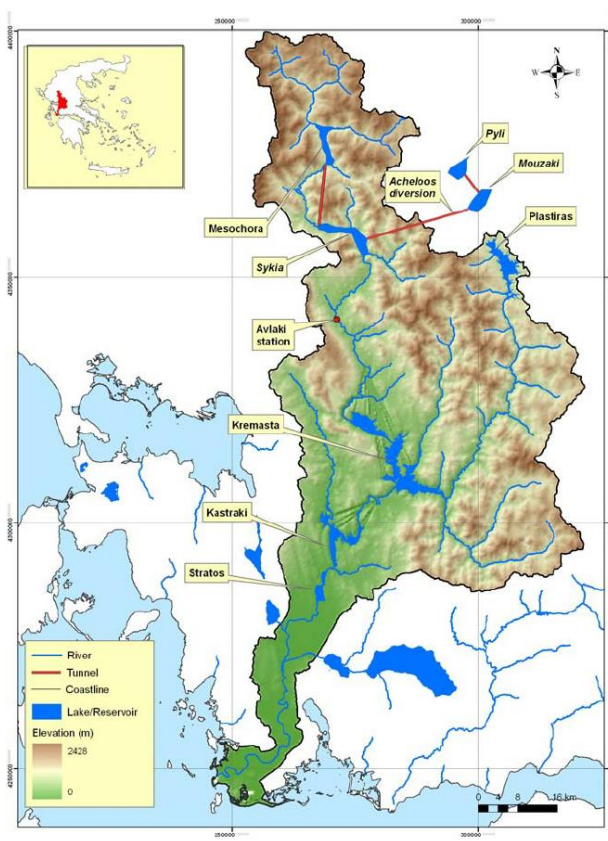 250000
300000
4400000
4350000
4300000
4250000
N
W E
S
Pyli
Mouzaki
Acheloos
diversion
Plastiras
Mesochora
Sykia
Avlaki
station
Kremasta
Kastraki
Stratos
River
Tunnel
Coastline
Lake/Reservoir
Elevation (m)
2428
0
0 4 8 16 km
250000
300000